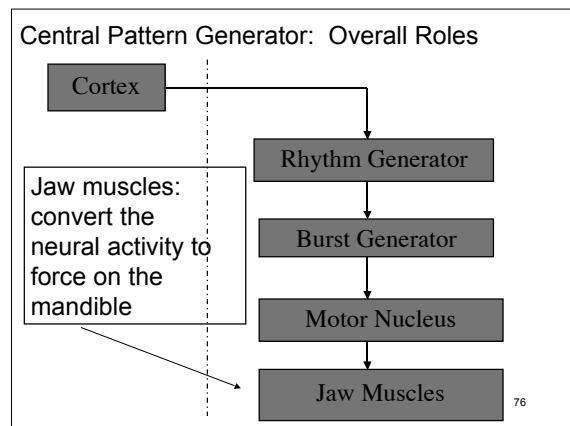 Central Pattern Generator: Overall Roles
Cortex
Rhythm Generator
Jaw muscles:
convert the
neural activity to
force on the
mandible
Burst Generator
Motor Nucleus
Jaw Muscles
76